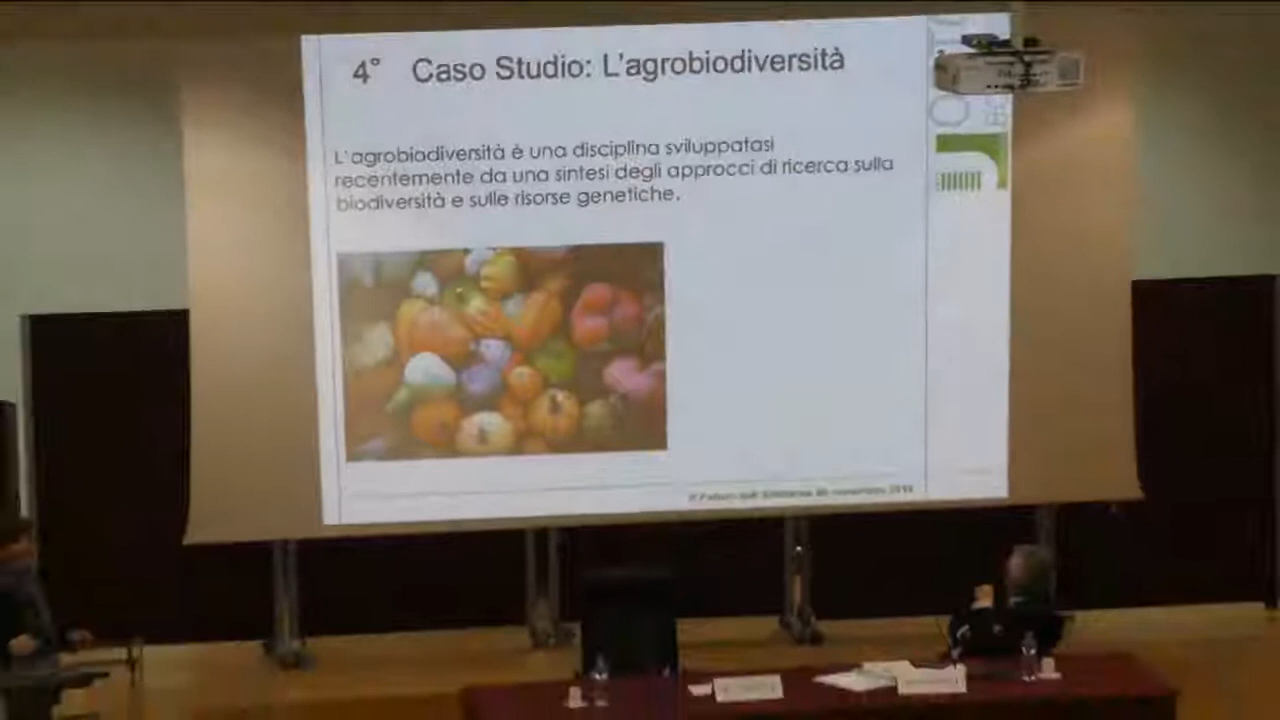 4° Caso Studio: L'agrobiodiversità
L'agrobiodiversità è una disciplina sviluppatasi
recentemente da una sintesi degli approcci di ricerca sulla
biodiversità e sulle risorse genetiche.